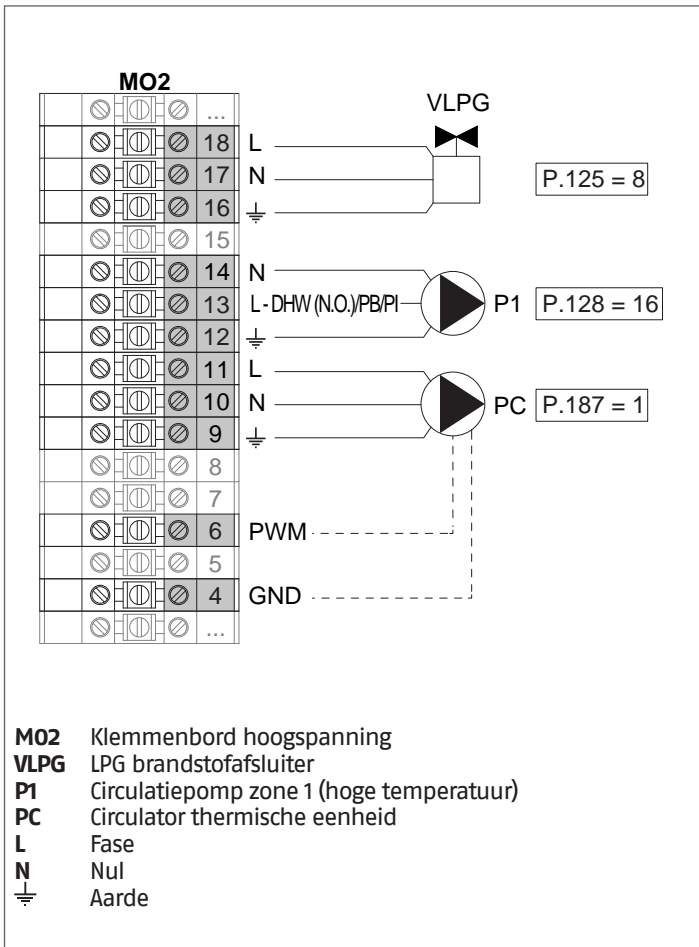 MO2
...
VLPG
18 L
17 N
P.125 = 8
16 ⏚
15
14 N
13 L - DHW (N.O.)/PB/PI P1 P.128 = 16
12 ⏚
11 L
10 N PC P.187 = 1
9 ⏚
8
7
6 PWM
5
4 GND
...
M02 Klemmenbord hoogspanning
VLPG LPG brandstofafsluiter
P1 Circulatiepomp zone 1 (hoge temperatuur)
PC Circulator thermische eenheid
L Fase
N Nul
⏚ Aarde